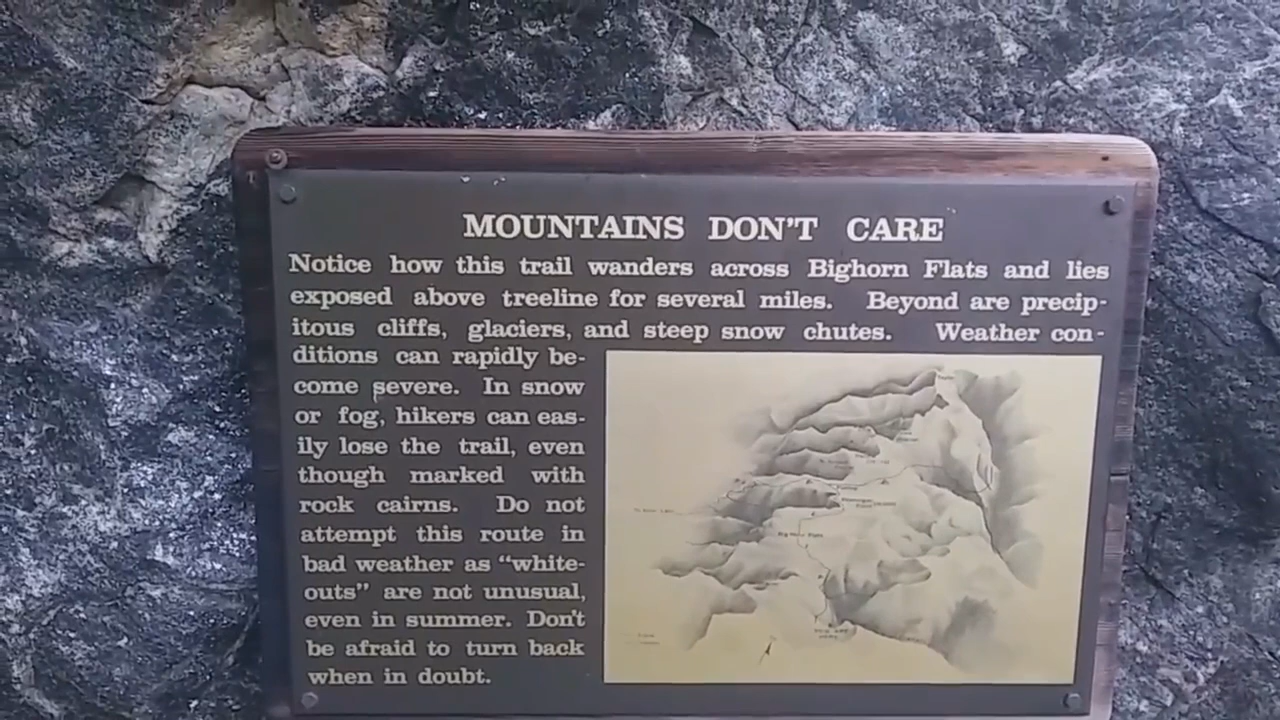 MOUNTAINS DON'T CARE
Notice how this trail wanders across Bighorn Flats and lies
exposed above treeline for several miles. Beyond are precip-
itous cliffs, glaciers, and steep snow chutes. Weather con-
ditions can rapidly be-
come severe. In snow
or fog, hikers can eas-
ily lose the trail, even
though marked with
rock cairns. Do not
attempt this route in
bad weather as "white-
outs" are not unusual,
even in summer. Don't
be afraid to turn back
when in doubt.